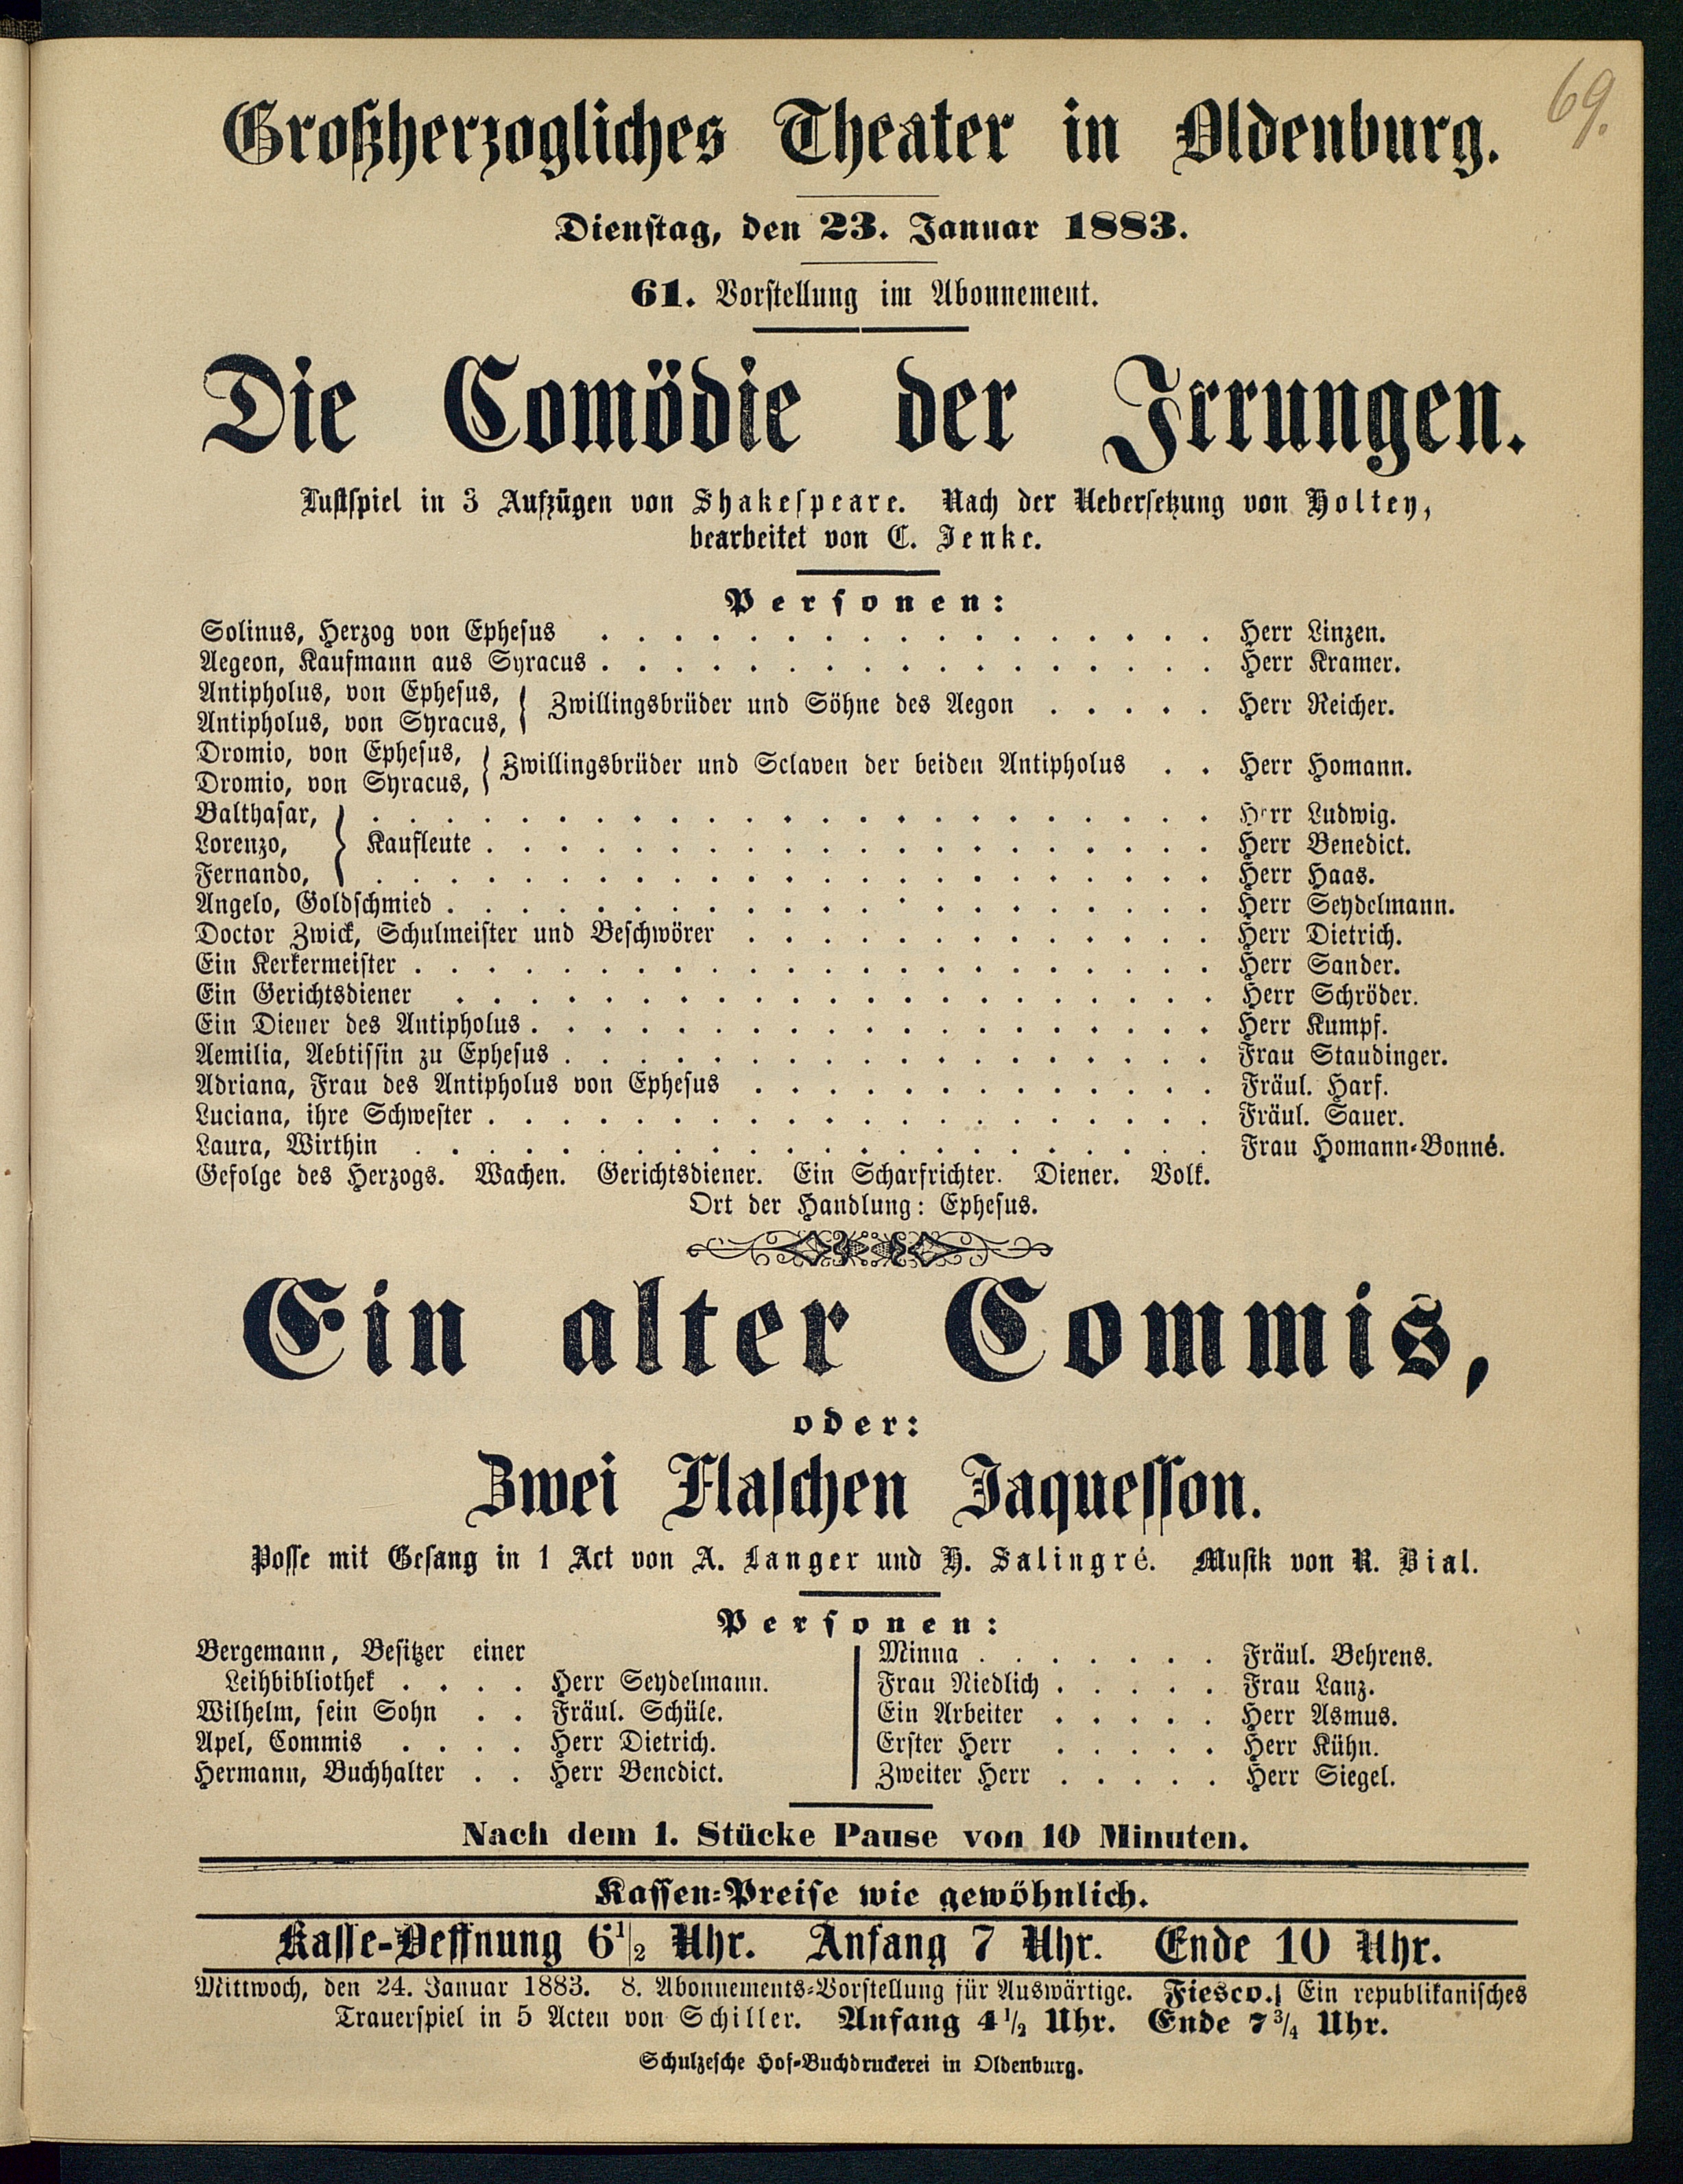 69.
Großherzogliches Theater in Oldenburg.
Dienstag, den 23. Januar 1883.
61. Vorstellung im Abonnement.
Die Comödie der Irrungen.
Lustspiel in 3 Aufzügen von Shakespeare. Nach der Uebersetzung von Holtey,
bearbeitet von C. Jenke.
Personen:
Solinus, Herzog von Ephesus . . . . . . . . . . . . . . . . . Herr Linzen.
Aegeon, Kaufmann aus Syracus . . . . . . . . . . . . . . . . . Herr Kramer.
Antipholus, von Ephesus,
Antipholus, von Syracus, } Zwillingsbrüder und Söhne des Aegon . . . . . Herr Reicher.
Dromio, von Ephesus,
Dromio, von Syracus, } Zwillingsbrüder und Sclaven der beiden Antipholus . . Herr Homann.
Balthasar, . . . . . . . . . . . . . . . . . . . . . . . Herr Ludwig.
Lorenzo, } Kaufleute . . . . . . . . . . . . . . . . . . . . Herr Benedict.
Fernando, . . . . . . . . . . . . . . . . . . . . . . . Herr Haas.
Angelo, Goldschmied . . . . . . . . . . . . . . . . . . . . . Herr Seydelmann.
Doctor Zwick, Schulmeister und Beschwörer . . . . . . . . . . . . . Herr Dietrich.
Ein Kerkermeister . . . . . . . . . . . . . . . . . . . . . . Herr Sander.
Ein Gerichtsdiener . . . . . . . . . . . . . . . . . . . . . Herr Schröder.
Ein Diener des Antipholus . . . . . . . . . . . . . . . . . . . Herr Kumpf.
Aemilia, Aebtissin zu Ephesus . . . . . . . . . . . . . . . . . . Frau Staudinger.
Adriana, Frau des Antipholus von Ephesus . . . . . . . . . . . . . Fräul. Harf.
Luciana, ihre Schwester . . . . . . . . . . . . . . . . . . . . Fräul. Sauer.
Laura, Wirthin . . . . . . . . . . . . . . . . . . . . . . Frau Homann-Bonné.
Gefolge des Herzogs. Wachen. Gerichtsdiener. Ein Scharfrichter. Diener. Volk.
Ort der Handlung: Ephesus.
Ein alter Commis,
oder:
Zwei Flaschen Jaquesson.
Posse mit Gesang in 1 Act von A. Langer und H. Salingré. Musik von R. Bial.
Personen:
Bergemann, Besitzer einer
Leihbibliothek . . . . Herr Seydelmann.
Wilhelm, sein Sohn . . Fräul. Schüle.
Apel, Commis . . . . Herr Dietrich.
Hermann, Buchhalter . . Herr Benedict.
Minna . . . . . . . Fräul. Behrens.
Frau Niedlich . . . . . Frau Lanz.
Ein Arbeiter . . . . . Herr Asmus.
Erster Herr . . . . . Herr Kühn.
Zweiter Herr . . . . . Herr Siegel.
Nach dem 1. Stücke Pause von 10 Minuten.
Kassen-Preise wie gewöhnlich.
Kasse-Oeffnung 6 1/2 Uhr. Anfang 7 Uhr. Ende 10 Uhr.
Mittwoch, den 24. Januar 1883. 8. Abonnements-Vorstellung für Auswärtige. Fiesco. Ein republikanisches
Trauerspiel in 5 Acten von Schiller. Anfang 4 1/2 Uhr. Ende 7 3/4 Uhr.
Schulzesche Hof-Buchdruckerei in Oldenburg.